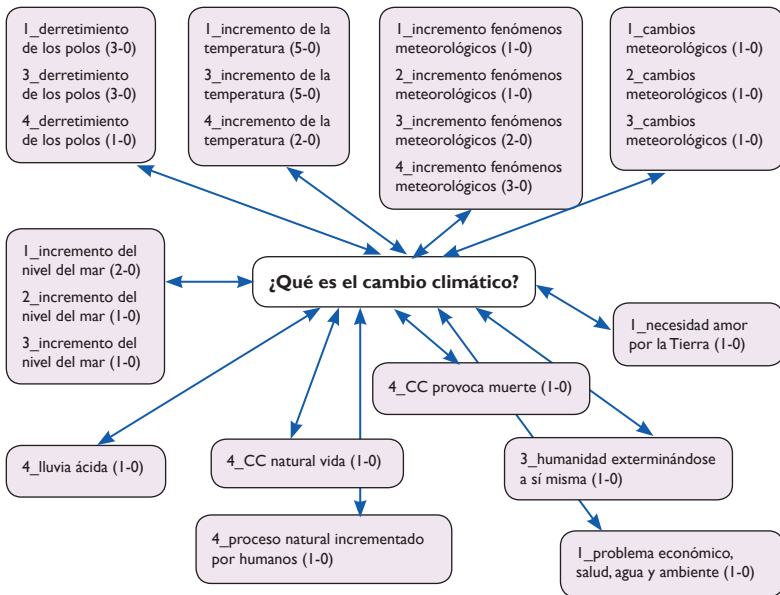 1_derretimiento
de los polos (3-0)
3_derretimiento
de los polos (3-0)
4_derretimiento
de los polos (1-0)
1_incremento de la
temperatura (5-0)
3_incremento de la
temperatura (5-0)
4_incremento de la
temperatura (2-0)
1_incremento fenómenos
meteorológicos (1-0)
2_incremento fenómenos
meteorológicos (1-0)
3_incremento fenómenos
meteorológicos (2-0)
4_incremento fenómenos
meteorológicos (3-0)
1_cambios
meteorológicos (1-0)
2_cambios
meteorológicos (1-0)
3_cambios
meteorológicos (1-0)
1_incremento del
nivel del mar (2-0)
2_incremento del
nivel del mar (1-0)
3_incremento del
nivel del mar (1-0)
¿Qué es el cambio climático?
1_necesidad amor
por la Tierra (1-0)
4_CC provoca muerte (1-0)
4_lluvia ácida (1-0)
4_CC natural vida (1-0)
3_humanidad exterminándose
a sí misma (1-0)
4_proceso natural incrementado
por humanos (1-0)
1_problema económico,
salud, agua y ambiente (1-0)